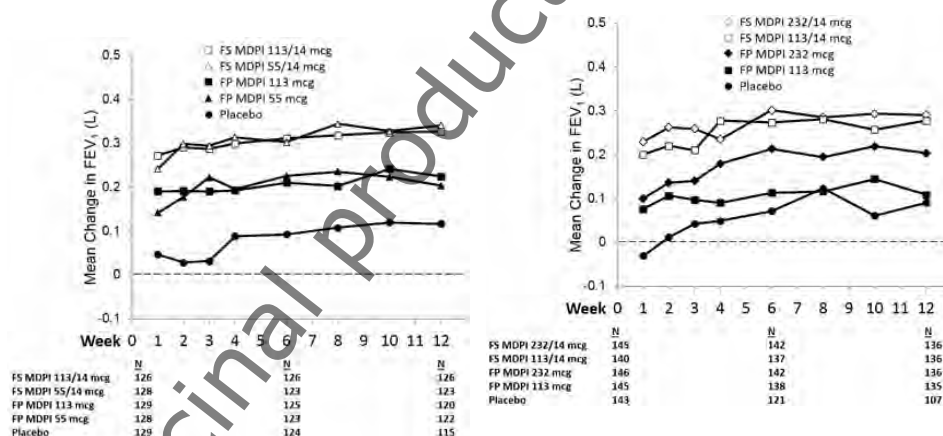 FS MDPI 113/14 mcg
FS MDPI 55/14 mcg
FP MDPI 113 mcg
FP MDPI 55 mcg
Placebo
Mean Change in FEV1 (L)
0.5
0.4
0.3
0.2
0.1
0
-0.1
Week 0 1 2 3 4 5 6 7 8 9 10 11 12
N N N
FS MDPI 113/14 mcg 126 126 126
FS MDPI 55/14 mcg 128 123 123
FP MDPI 113 mcg 129 125 120
FP MDPI 55 mcg 128 123 122
Placebo 129 124 115
FS MDPI 232/14 mcg
FS MDPI 113/14 mcg
FP MDPI 232 mcg
FP MDPI 113 mcg
Placebo
Mean Change in FEV1 (L)
0.5
0.4
0.3
0.2
0.1
0
-0.1
Week 0 1 2 3 4 5 6 7 8 9 10 11 12
N N N
FS MDPI 232/14 mcg 145 142 136
FS MDPI 113/14 mcg 140 137 136
FP MDPI 232 mcg 146 142 136
FP MDPI 113 mcg 145 138 135
Placebo 143 121 107
cinal produc